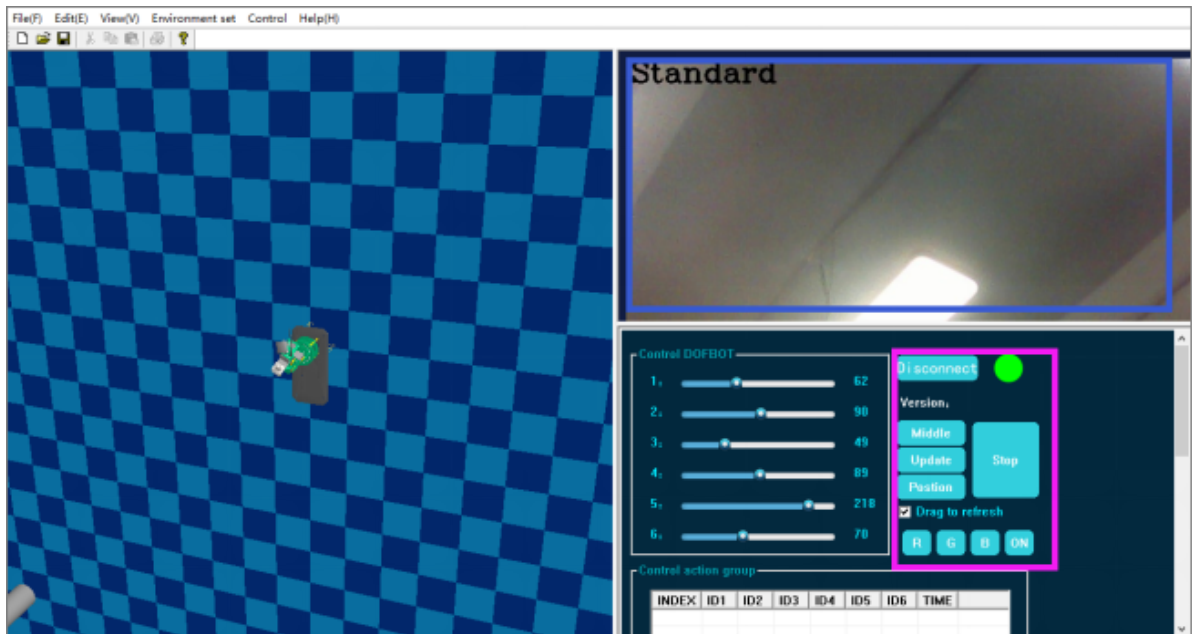 File(F) Edit(E) View(V) Environment set Control Help(H)
Standard
Control DOFBOT
1: 62
2: 90
3: 49
4: 89
5: 218
6: 70
Disconnect
Version:
Middle
Update
Postion
Stop
Drag to refresh
R G B ON
Control action group
INDEX ID1 ID2 ID3 ID4 ID5 ID6 TIME